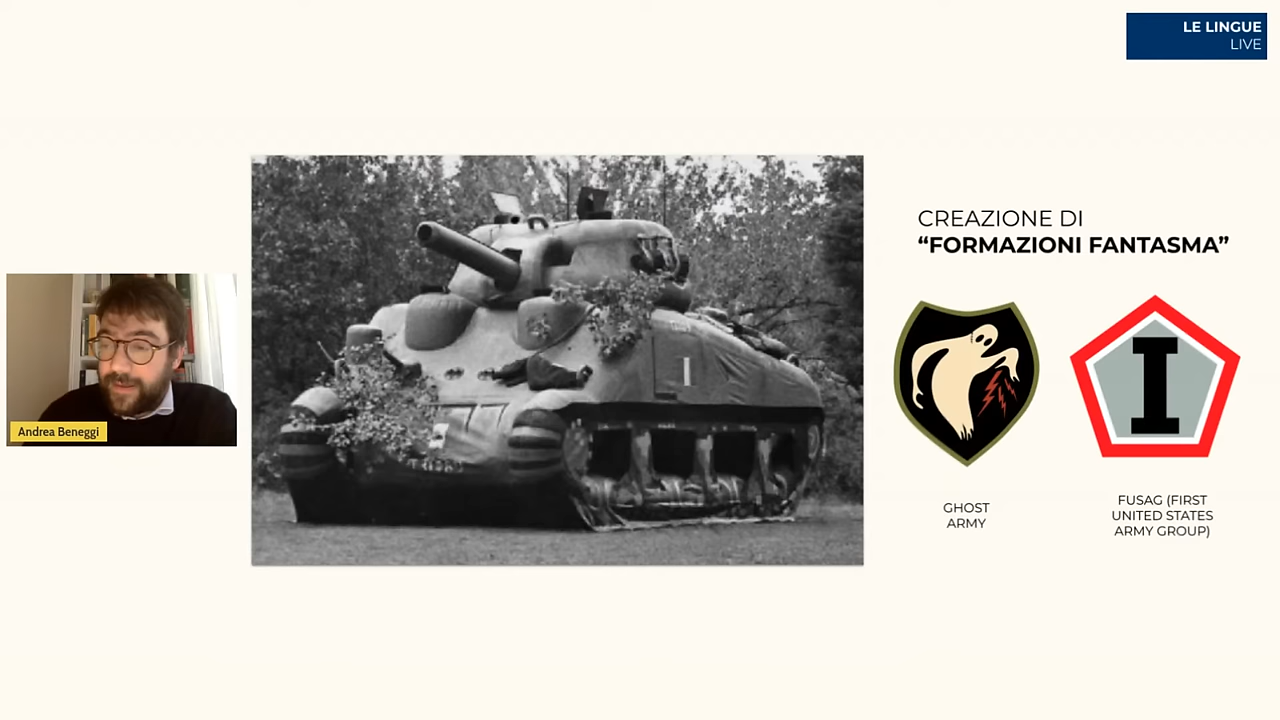 LE LINGUE
LIVE
CREAZIONE DI
“FORMAZIONI FANTASMA”
Andrea Beneggi
I
GHOST
ARMY
FUSAG (FIRST
UNITED STATES
ARMY GROUP)